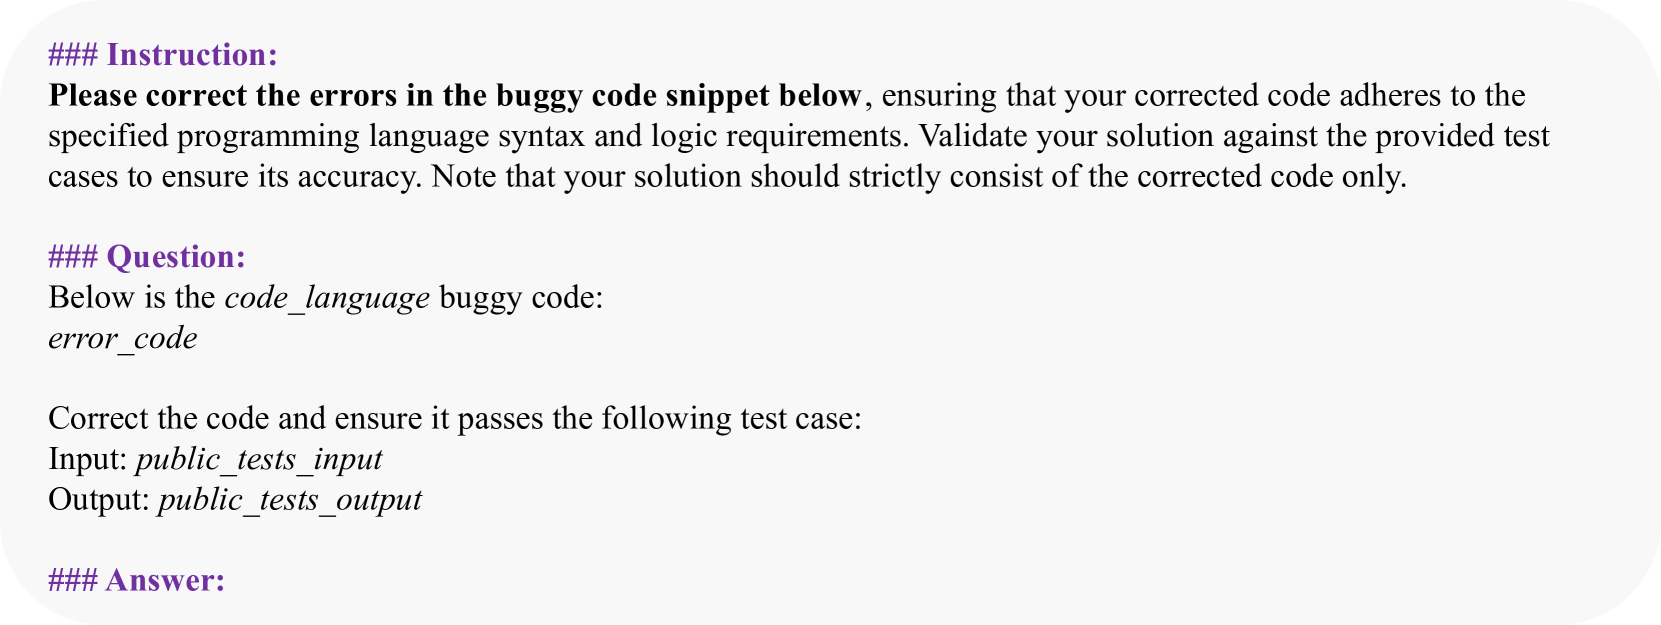 ### Instruction:
Please correct the errors in the buggy code snippet below, ensuring that your corrected code adheres to the
specified programming language syntax and logic requirements. Validate your solution against the provided test
cases to ensure its accuracy. Note that your solution should strictly consist of the corrected code only.
### Question:
Below is the code_language buggy code:
error_code
Correct the code and ensure it passes the following test case:
Input: public_tests_input
Output: public_tests_output
### Answer: